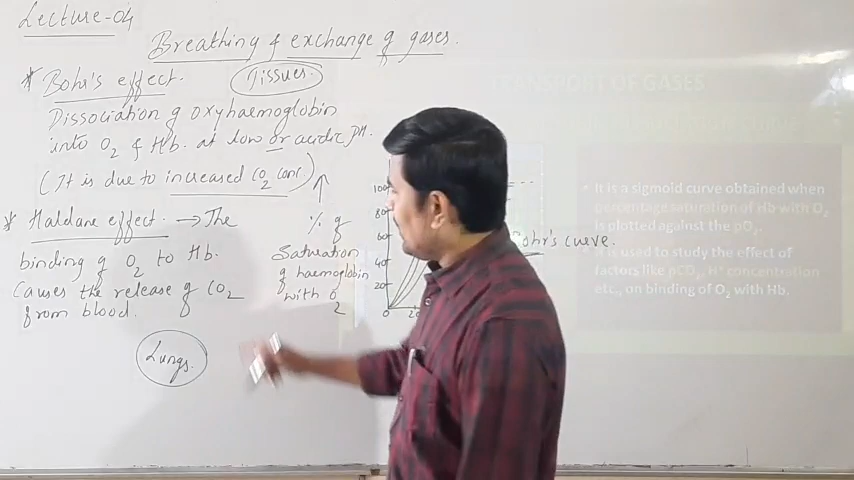 Lecture-04
Breathing & exchange of gases.
* Bohr's effect. Tissues.
Dissociation of oxyhaemoglobin
into O2 & Hb. at low or acidic PH.
(It is due to increased CO2 conc)
* Haldane effect. → The
binding of O2 to Hb.
causes the release of CO2
from blood.
Lungs.
↑
% of
Saturation
of haemoglobin
with O2
100
80
60
40
20
0
20
Bohr's curve.
TRANSPORT OF GASES
• It is a sigmoid curve obtained when
percentage saturation of Hb with O2
is plotted against the pO2.
• It is used to study the effect of
factors like pCO2, H+ concentration
etc., on binding of O2 with Hb.